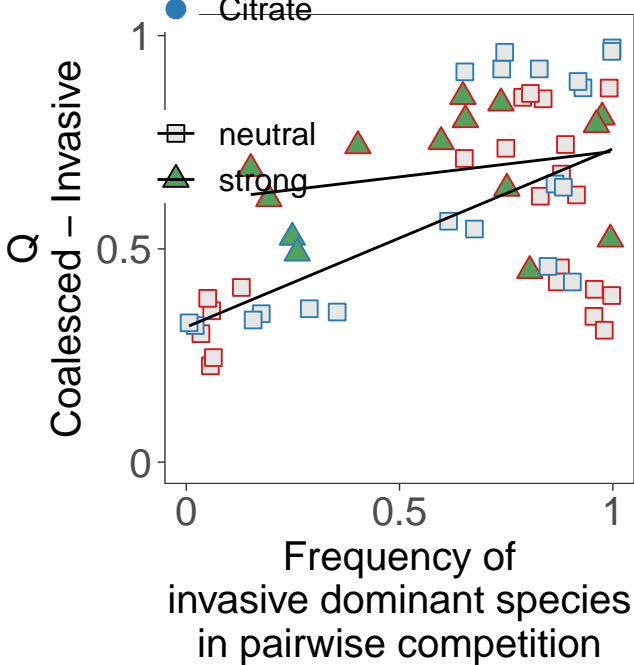 Citrate
1
neutral
strong
Q
Coalesced – Invasive
0.5
0
0
0.5
1
Frequency of
invasive dominant species
in pairwise competition